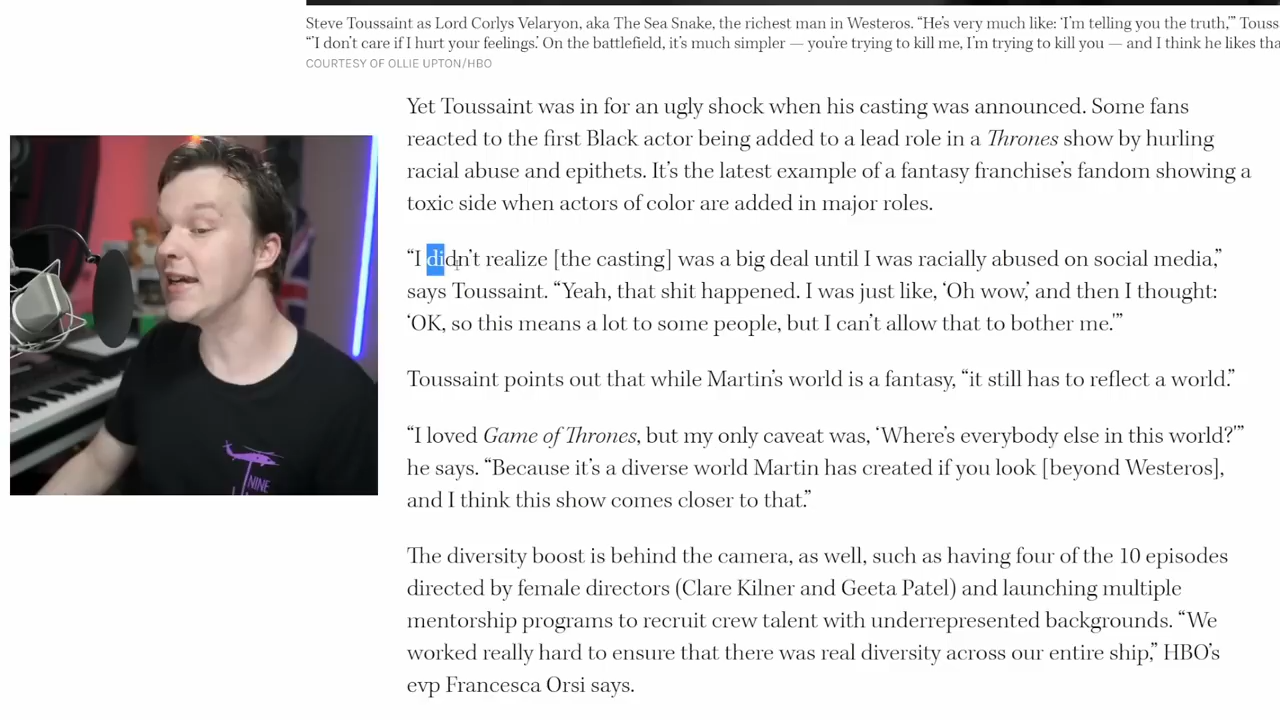 Steve Toussaint as Lord Corlys Velaryon, aka The Sea Snake, the richest man in Westeros. “He’s very much like: ‘I’m telling you the truth,’” Touss
“‘I don’t care if I hurt your feelings.’ On the battlefield, it’s much simpler — you’re trying to kill me, I’m trying to kill you — and I think he likes tha
COURTESY OF OLLIE UPTON/HBO
Yet Toussaint was in for an ugly shock when his casting was announced. Some fans
reacted to the first Black actor being added to a lead role in a Thrones show by hurling
racial abuse and epithets. It’s the latest example of a fantasy franchise’s fandom showing a
toxic side when actors of color are added in major roles.
“I didn’t realize [the casting] was a big deal until I was racially abused on social media,”
says Toussaint. “Yeah, that shit happened. I was just like, ‘Oh wow,’ and then I thought:
‘OK, so this means a lot to some people, but I can’t allow that to bother me.'”
Toussaint points out that while Martin’s world is a fantasy, “it still has to reflect a world.”
“I loved Game of Thrones, but my only caveat was, ‘Where’s everybody else in this world?'”
he says. “Because it’s a diverse world Martin has created if you look [beyond Westeros],
and I think this show comes closer to that.”
The diversity boost is behind the camera, as well, such as having four of the 10 episodes
directed by female directors (Clare Kilner and Geeta Patel) and launching multiple
mentorship programs to recruit crew talent with underrepresented backgrounds. “We
worked really hard to ensure that there was real diversity across our entire ship,” HBO’s
evp Francesca Orsi says.
NINE